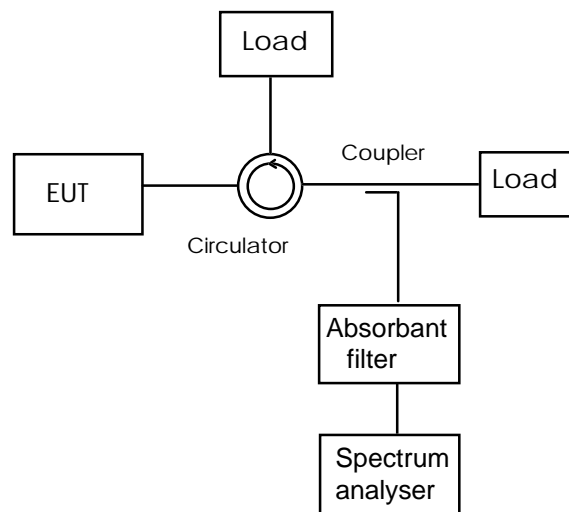 Load
Coupler
EUT
Load
Circulator
Absorbant
filter
Spectrum
analyser